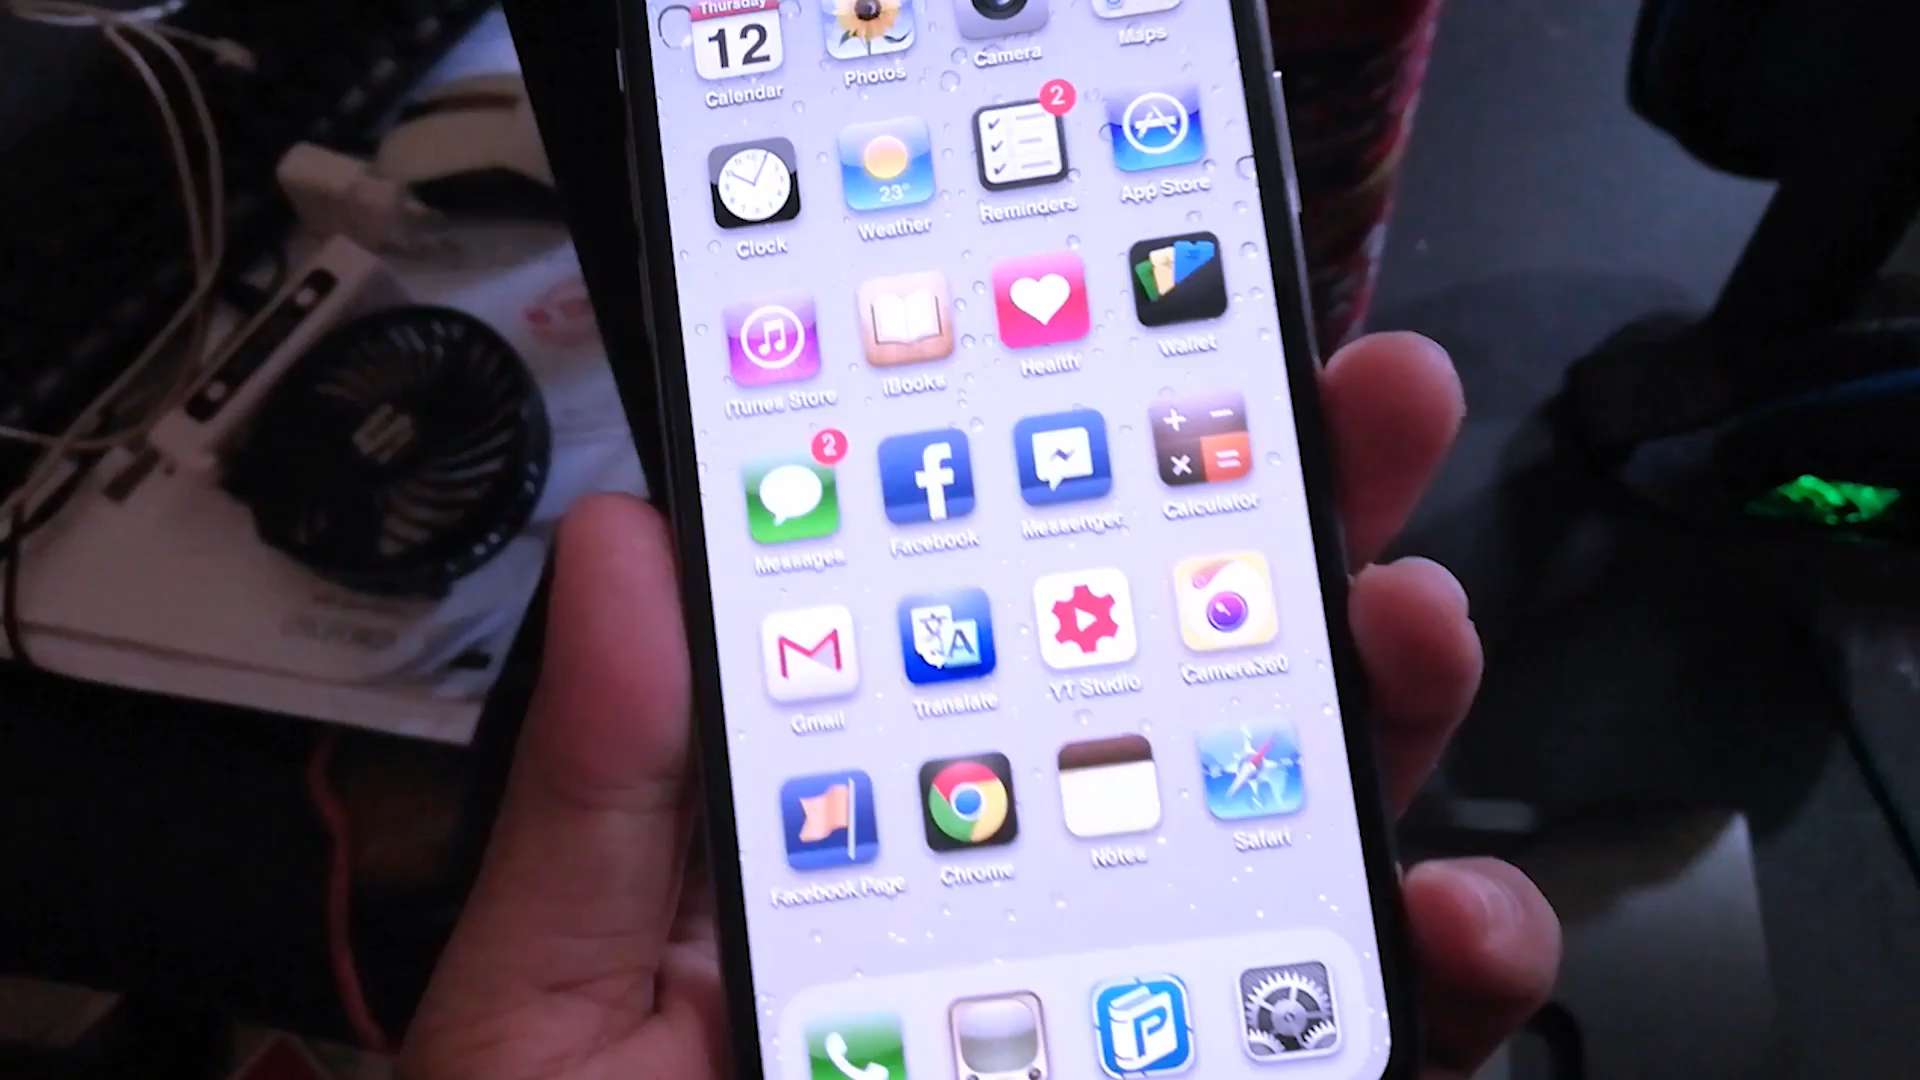 Thursday
12
Calendar
Photos
Camera
Maps
2
Clock
23°
Weather
Reminders
App Store
iTunes Store
iBooks
Health
Wallet
2
Messages
Facebook
Messenger
Calculator
Gmail
A
Translate
YT Studio
Camera360
Facebook Page
Chrome
Notes
Safari
P